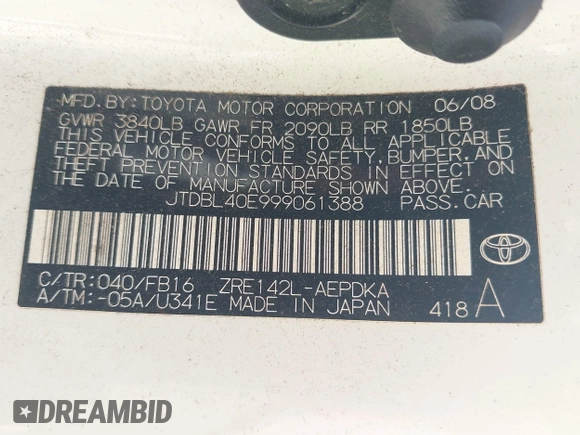 MFD. BY: TOYOTA MOTOR CORPORATION 06/08
GVWR 3840LB GAWR FR 2090LB RR 1850LB
THIS VEHICLE CONFORMS TO ALL APPLICABLE
FEDERAL MOTOR VEHICLE SAFETY, BUMPER, AND
THEFT PREVENTION STANDARDS IN EFFECT ON
THE DATE OF MANUFACTURE SHOWN ABOVE.
JTDBL40E999061388 PASS. CAR
C/TR: 040/FB16 ZRE142L-AEPDKA
A/TM: -05A/U341E MADE IN JAPAN 418 A
TOYOTA
DREAMBID